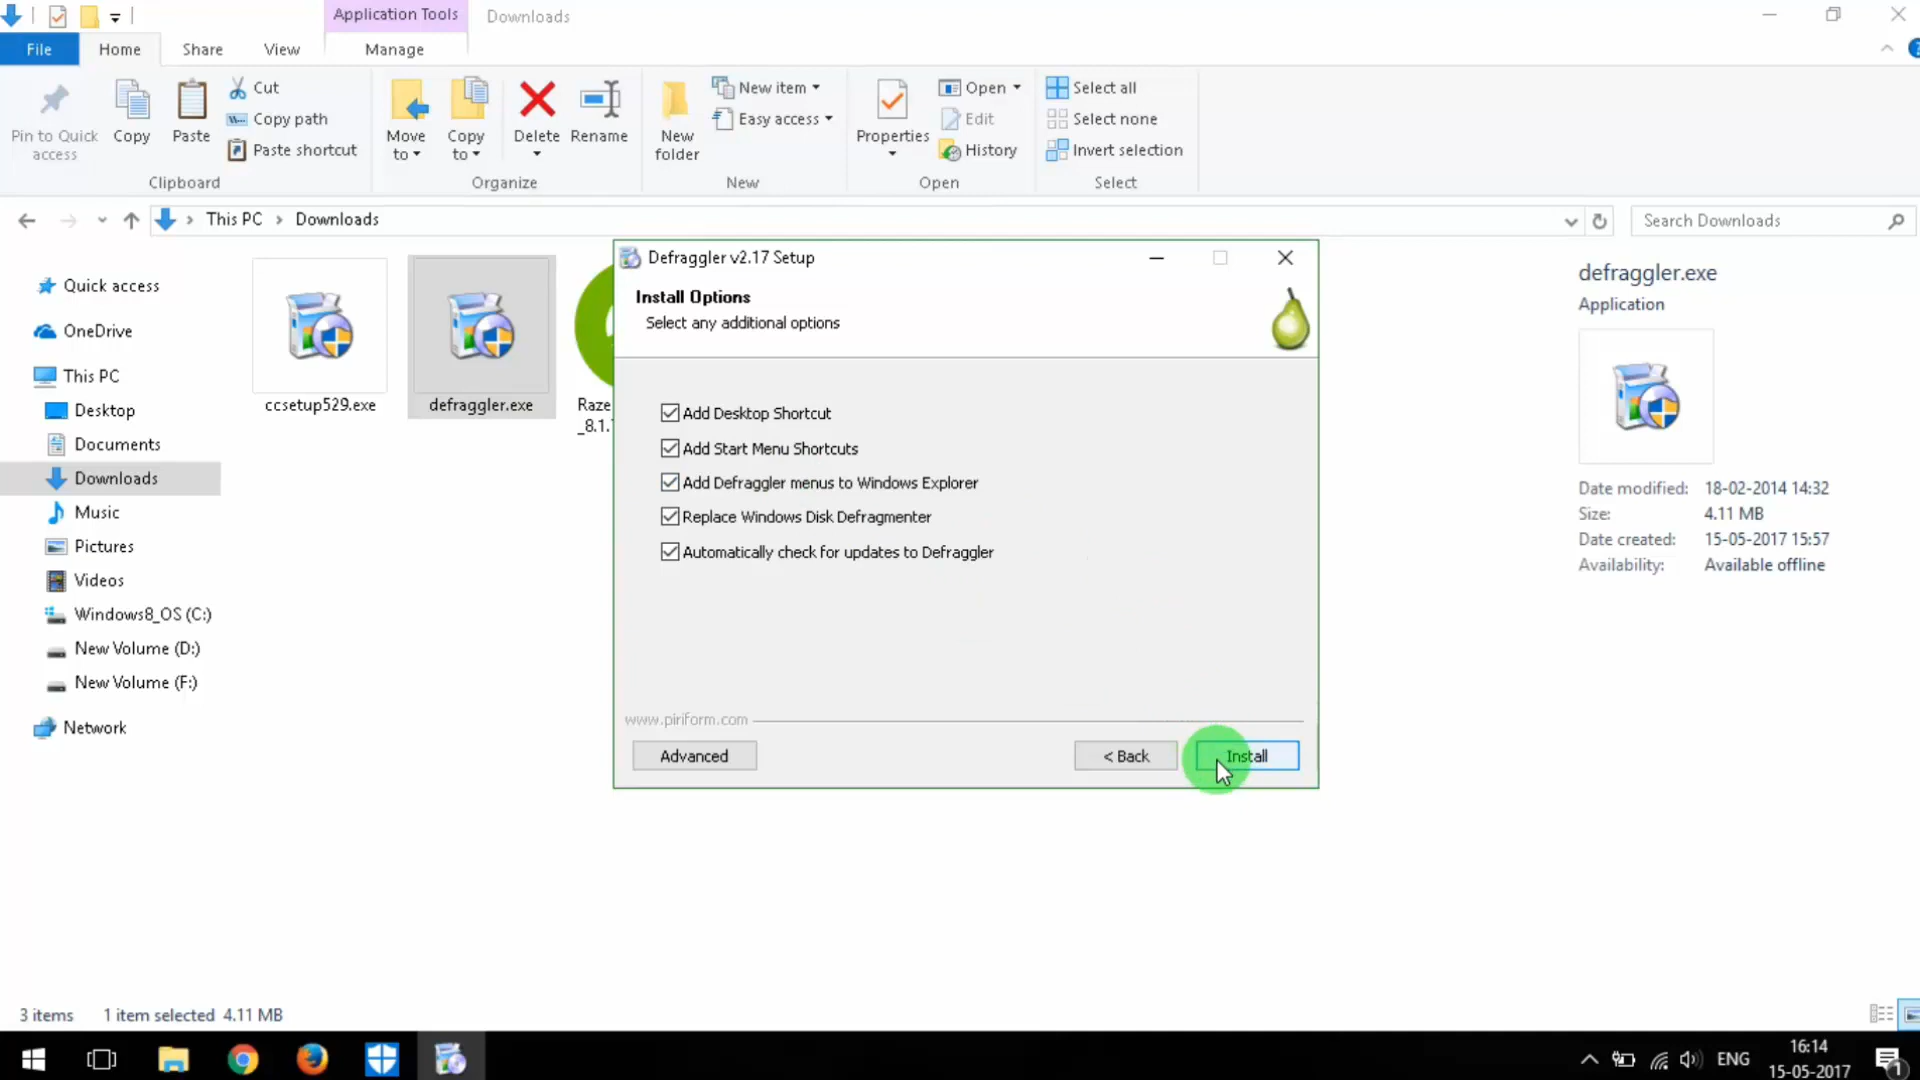 Application Tools
Downloads
File
Home
Share
View
Manage
Pin to Quick
access
Copy
Paste
Cut
Copy path
Paste shortcut
Clipboard
Move
to
Copy
to
Delete
Rename
Organize
New
folder
New item
Easy access
New
Properties
Open
Edit
History
Open
Select all
Select none
Invert selection
Select
This PC
Downloads
Search Downloads
Quick access
OneDrive
This PC
Desktop
Documents
Downloads
Music
Pictures
Videos
Windows8_OS (C:)
New Volume (D:)
New Volume (F:)
Network
ccsetup529.exe
defraggler.exe
Raze
_8.1.
Defraggler v2.17 Setup
Install Options
Select any additional options
Add Desktop Shortcut
Add Start Menu Shortcuts
Add Defraggler menus to Windows Explorer
Replace Windows Disk Defragmenter
Automatically check for updates to Defraggler
www.piriform.com
Advanced
< Back
Install
defraggler.exe
Application
Date modified: 18-02-2014 14:32
Size: 4.11 MB
Date created: 15-05-2017 15:57
Availability: Available offline
3 items
1 item selected 4.11 MB
ENG
16:14
15-05-2017
1